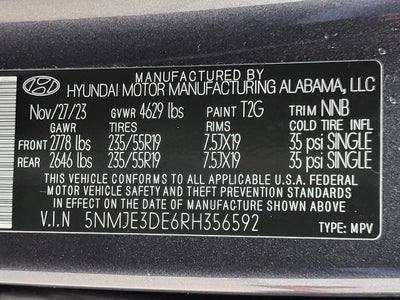 MANUFACTURED BY
HYUNDAI MOTOR MANUFACTURING ALABAMA, LLC
Nov/27/23 GVWR 4629 lbs PAINT T2G TRIM NNB
GAWR TIRES RIMS COLD TIRE INFL
FRONT 2778 lbs 235/55R19 7.5JX19 35 psi SINGLE
REAR 2646 lbs 235/55R19 7.5JX19 35 psi SINGLE
THIS VEHICLE CONFORMS TO ALL APPLICABLE U.S.A. FEDERAL
MOTOR VEHICLE SAFETY, BUMPER, AND THEFT PREVENTION STANDARDS
IN EFFECT ON THE DATE OF MANUFACTURE SHOWN ABOVE.
V.I.N 5NMJE3DE6RH356592 TYPE: MPV